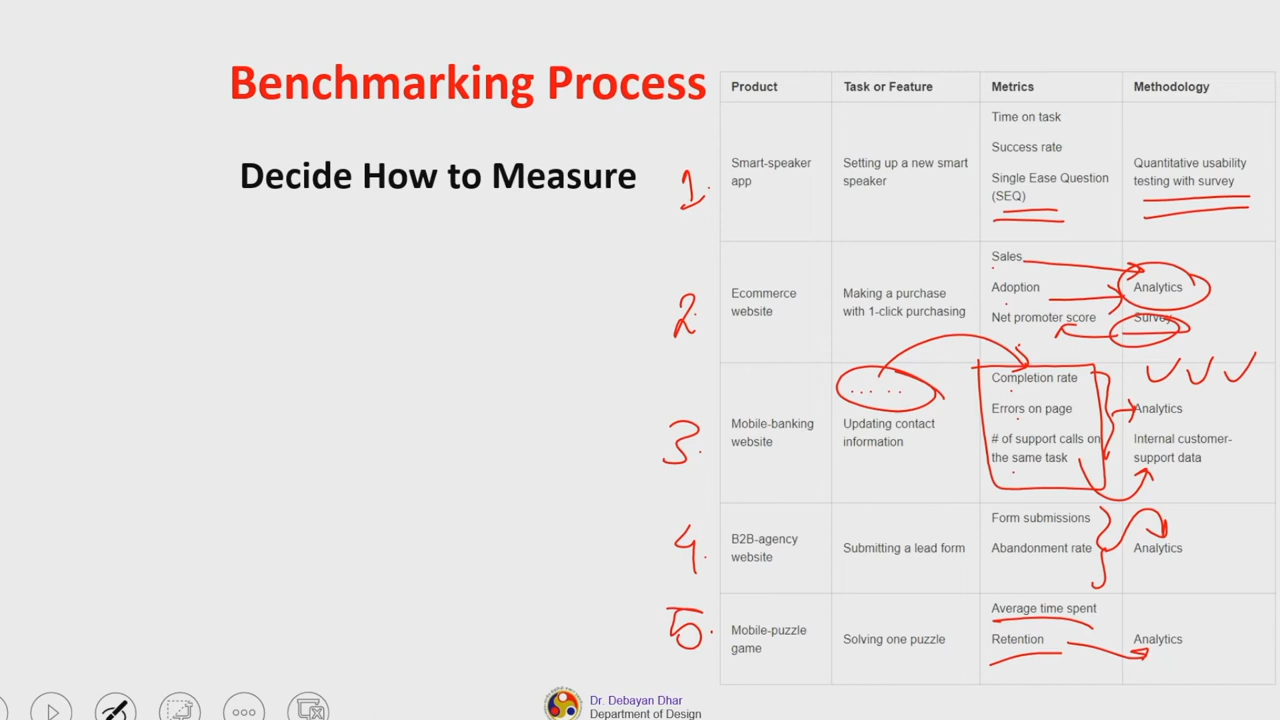 Benchmarking Process
Decide How to Measure
Product Task or Feature Metrics Methodology
1.
Smart-speaker
app
Setting up a new smart
speaker
Time on task
Success rate
Single Ease Question
(SEQ)
Quantitative usability
testing with survey
2.
Ecommerce
website
Making a purchase
with 1-click purchasing
Sales
Adoption
Net promoter score
Analytics
Survey
3.
Mobile-banking
website
Updating contact
information
Completion rate
Errors on page
# of support calls on
the same task
Analytics
Internal customer-
support data
4.
B2B-agency
website
Submitting a lead form
Form submissions
Abandonment rate
Analytics
5.
Mobile-puzzle
game
Solving one puzzle
Average time spent
Retention
Analytics
Dr. Debayan Dhar
Department of Design